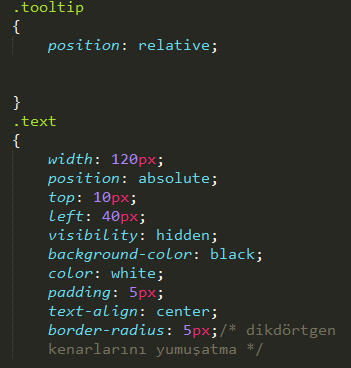 .tooltip
{
position: relative;
}
.text
{
width: 120px;
position: absolute;
top: 10px;
left: 40px;
visibility: hidden;
background-color: black;
color: white;
padding: 5px;
text-align: center;
border-radius: 5px;/* dikdörtgen
kenarlarını yumuşatma */